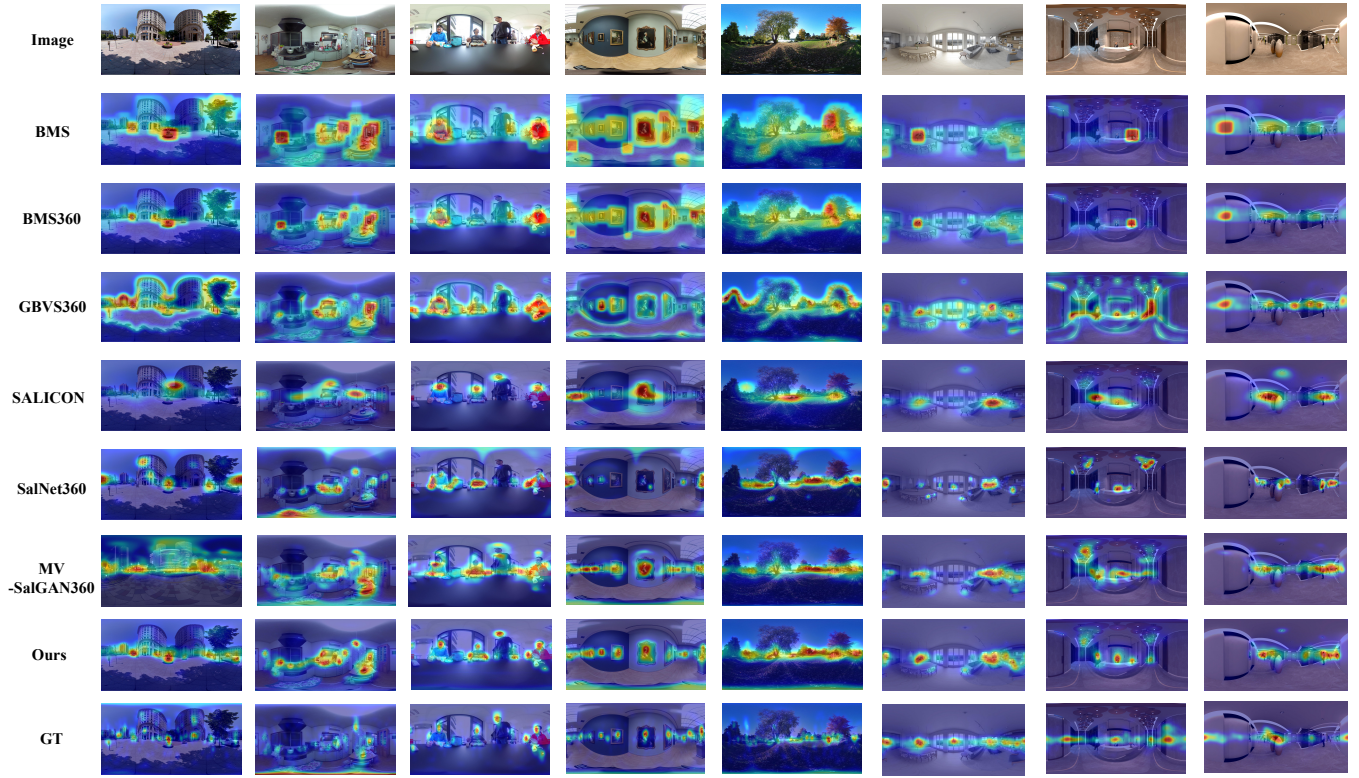 Image
BMS
BMS360
GBVS360
SALICON
SalNet360
MV
-SalGAN360
Ours
GT